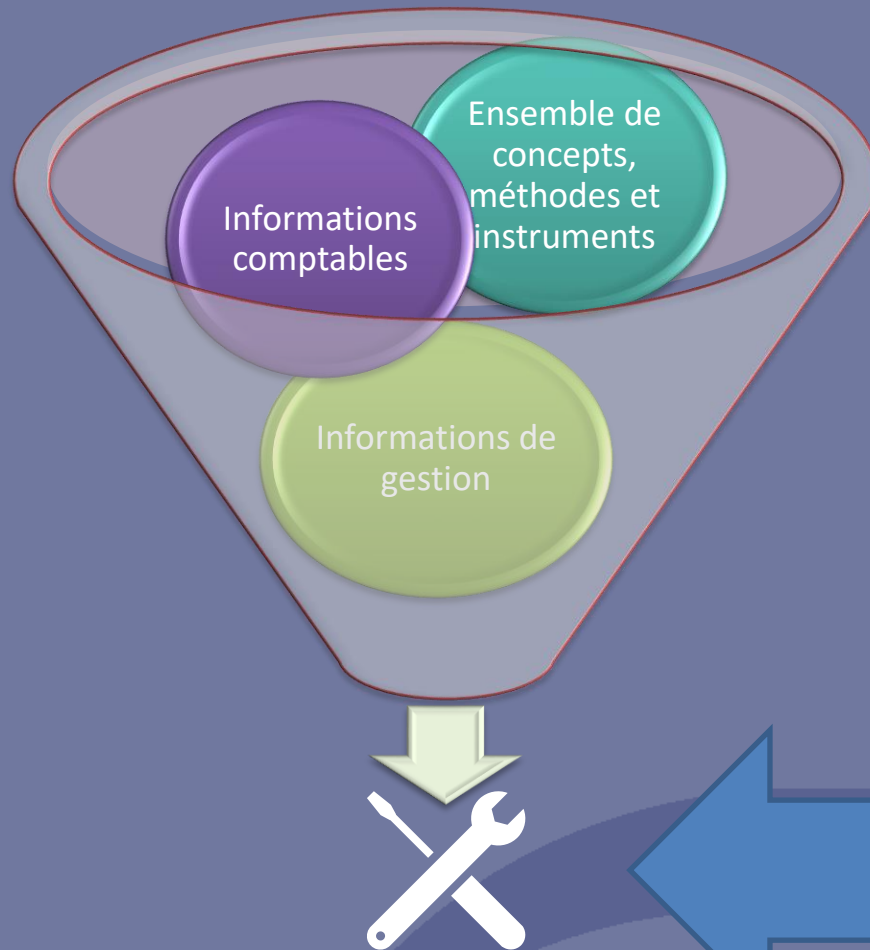 Ensemble de
concepts,
méthodes et
instruments
Informations
comptables
Informations de
gestion